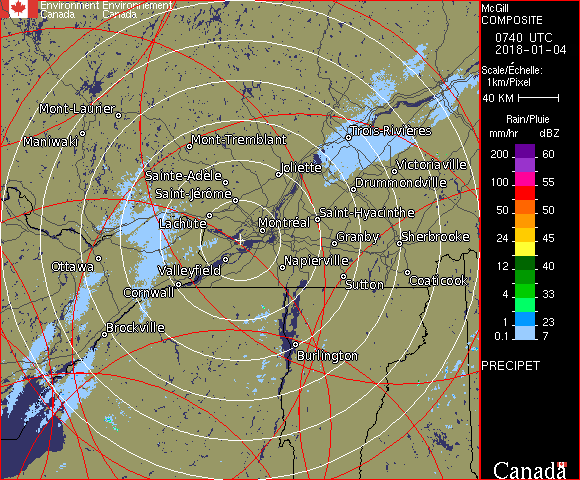 Environment Environnement
Canada Canada
McGill
COMPOSITE
0740 UTC
2018-01-04
Scale/Échelle:
1km/Pixel
40 KM
Rain/Pluie
mm/hr dBZ
200 60
100 55
50 50
24 45
12 40
4 33
1 23
0.1 7
PRECIPET
Canada
Mont-Laurier
Maniwaki
Mont-Tremblant
Trois-Rivières
Joliette
Victoriaville
Sainte-Adèle
Drummondville
Saint-Jérôme
Saint-Hyacinthe
Lachute
Montréal
Granby
Sherbrooke
Ottawa
Napierville
Valleyfield
Sutton
Coaticook
Cornwall
Brockville
Burlington